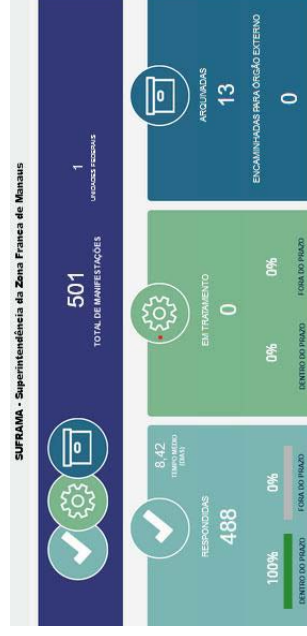 SUFRAMA - Superintendência da Zona Franca de Manaus
501
TOTAL DE MANIFESTAÇÕES
1
UNIDADES FEDERAIS
8,42
TEMPO MÉDIO
(DIAS)
RESPONDIDAS
488
100%
DENTRO DO PRAZO
0%
FORA DO PRAZO
EM TRATAMENTO
0
0%
DENTRO DO PRAZO
0%
FORA DO PRAZO
ARQUIVADAS
13
ENCAMINHADAS PARA ÓRGÃO EXTERNO
0